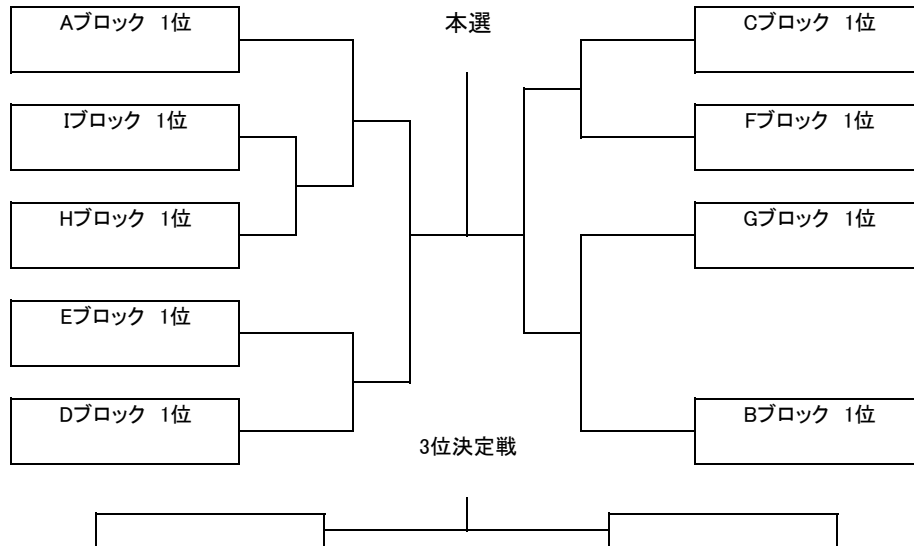 本選
Aブロック 1位
Iブロック 1位
Hブロック 1位
Eブロック 1位
Dブロック 1位
Cブロック 1位
Fブロック 1位
Gブロック 1位
Bブロック 1位
3位決定戦